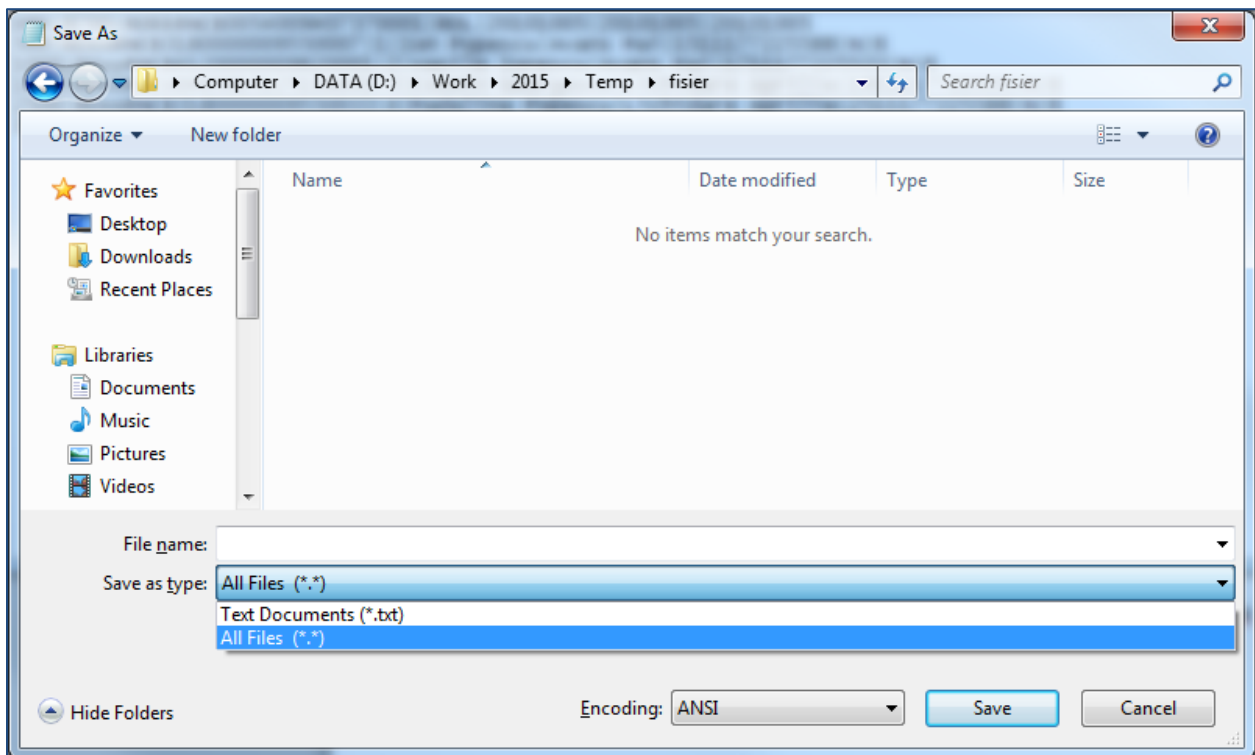 Save As
Computer DATA (D:) Work 2015 Temp fisier Search fisier
Organize New folder
Name Date modified Type Size
No items match your search.
Favorites
Desktop
Downloads
Recent Places
Libraries
Documents
Music
Pictures
Videos
File name:
Save as type: All Files (*.*)
Text Documents (*.txt)
All Files (*.*)
Hide Folders Encoding: ANSI Save Cancel